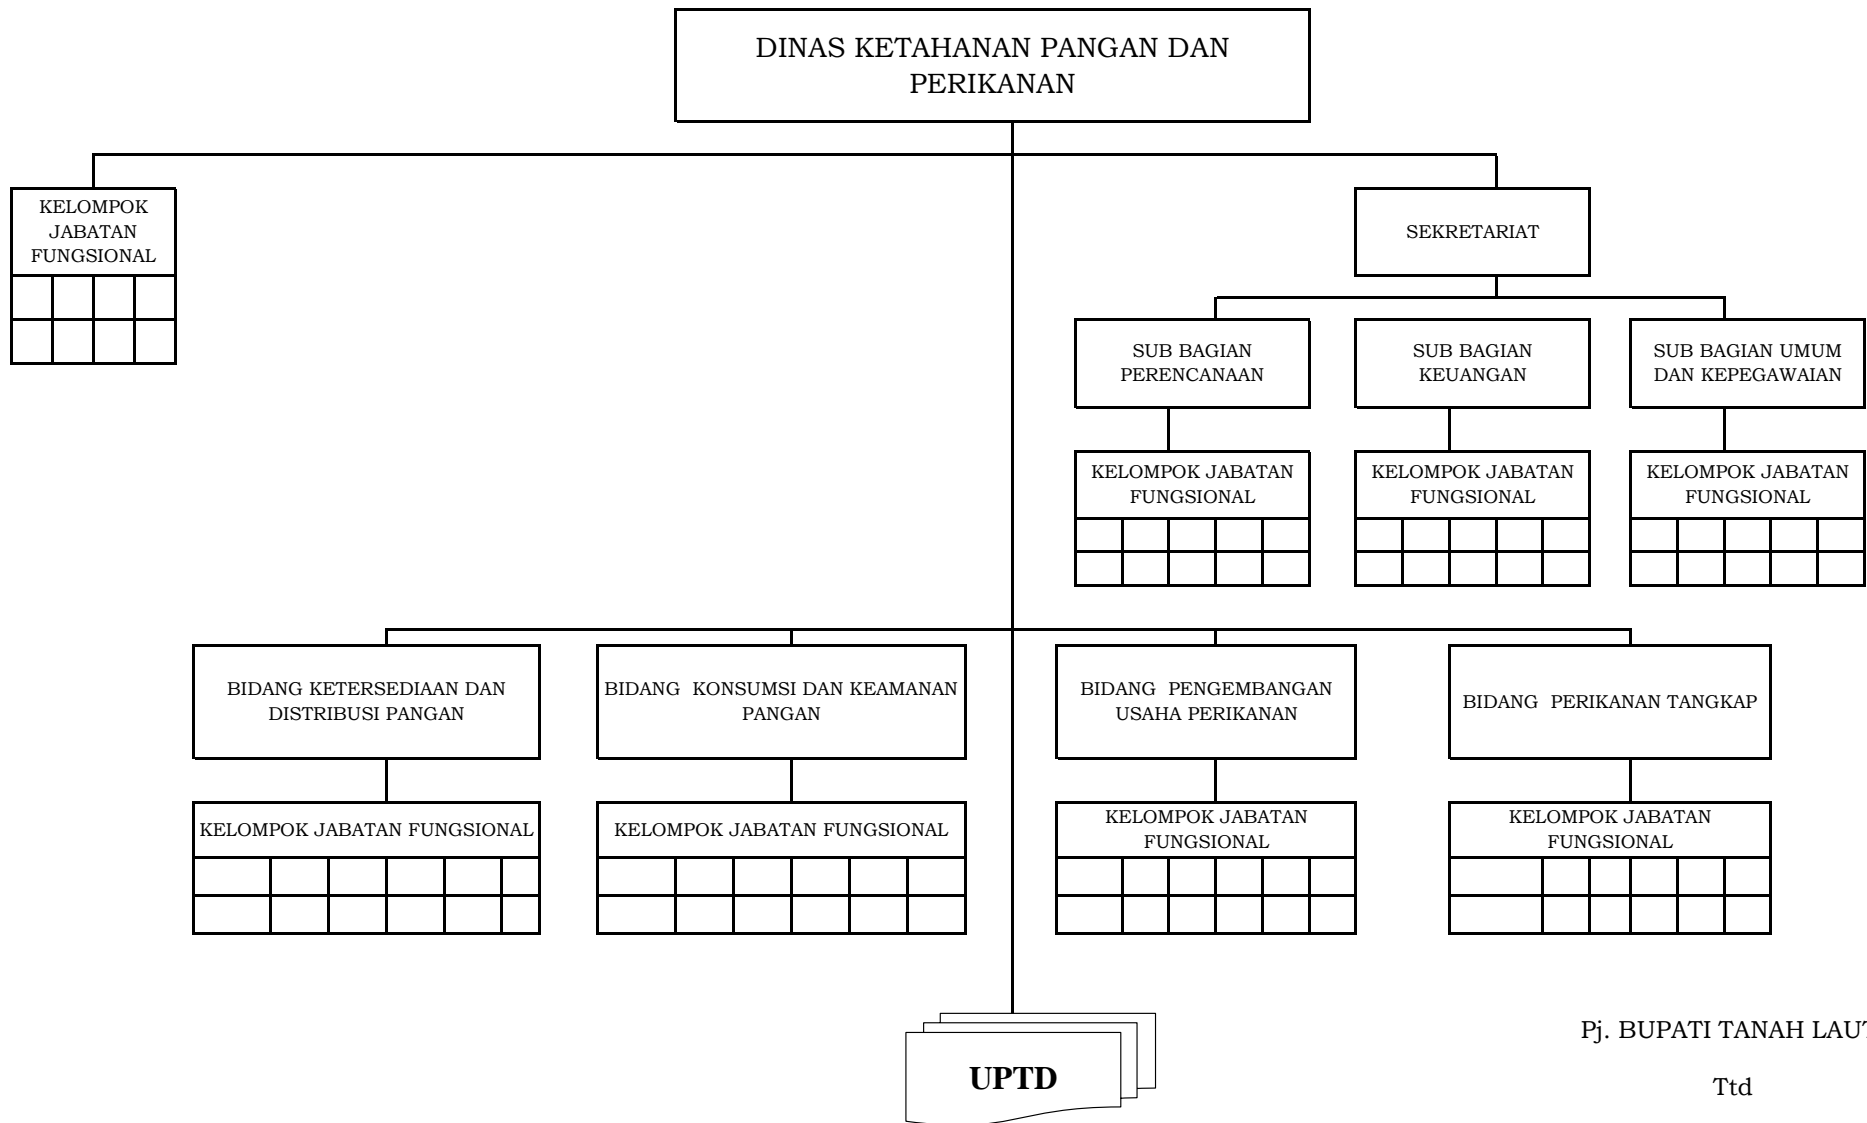 DINAS KETAHANAN PANGAN DAN
PERIKANAN
KELOMPOK
JABATAN
FUNGSIONAL
SEKRETARIAT
SUB BAGIAN
PERENCANAAN
SUB BAGIAN
KEUANGAN
SUB BAGIAN UMUM
DAN KEPEGAWAIAN
KELOMPOK JABATAN
FUNGSIONAL
KELOMPOK JABATAN
FUNGSIONAL
KELOMPOK JABATAN
FUNGSIONAL
BIDANG KETERSEDIAAN DAN
DISTRIBUSI PANGAN
BIDANG KONSUMSI DAN KEAMANAN
PANGAN
BIDANG PENGEMBANGAN
USAHA PERIKANAN
BIDANG PERIKANAN TANGKAP
KELOMPOK JABATAN FUNGSIONAL
KELOMPOK JABATAN FUNGSIONAL
KELOMPOK JABATAN
FUNGSIONAL
KELOMPOK JABATAN
FUNGSIONAL
UPTD
Pj. BUPATI TANAH LAUT
Ttd